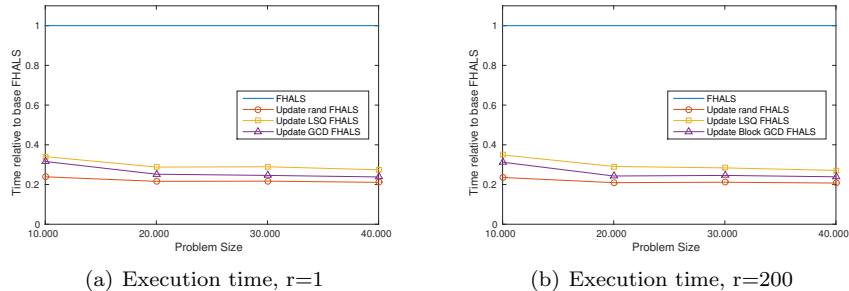 Time relative to base FHALS
1
0.8
0.6
0.4
0.2
0
10.000
20.000
30.000
40.000
Problem Size
FHALS
Update rand FHALS
Update LSQ FHALS
Update GCD FHALS
(a) Execution time, r=1
Time relative to base FHALS
1
0.8
0.6
0.4
0.2
0
10.000
20.000
30.000
40.000
Problem Size
FHALS
Update rand FHALS
Update LSQ FHALS
Update Block GCD FHALS
(b) Execution time, r=200